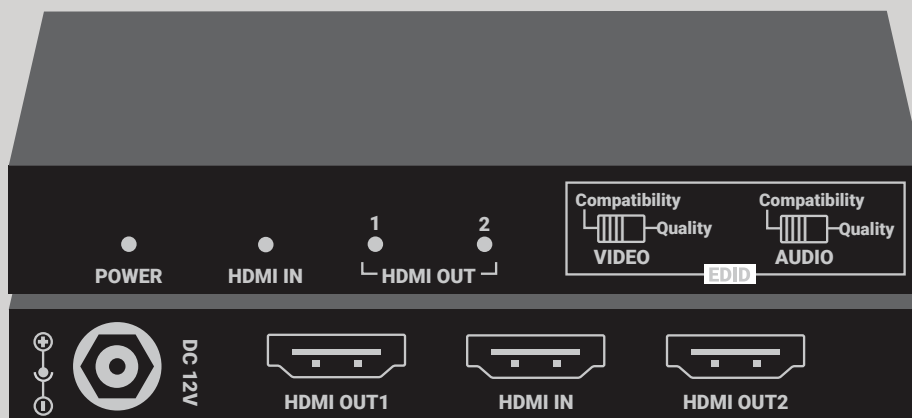 1 2
POWER HDMI IN HDMI OUT
Compatibility Compatibility
Quality Quality
VIDEO AUDIO
EDID
DC 12V
HDMI OUT1 HDMI IN HDMI OUT2